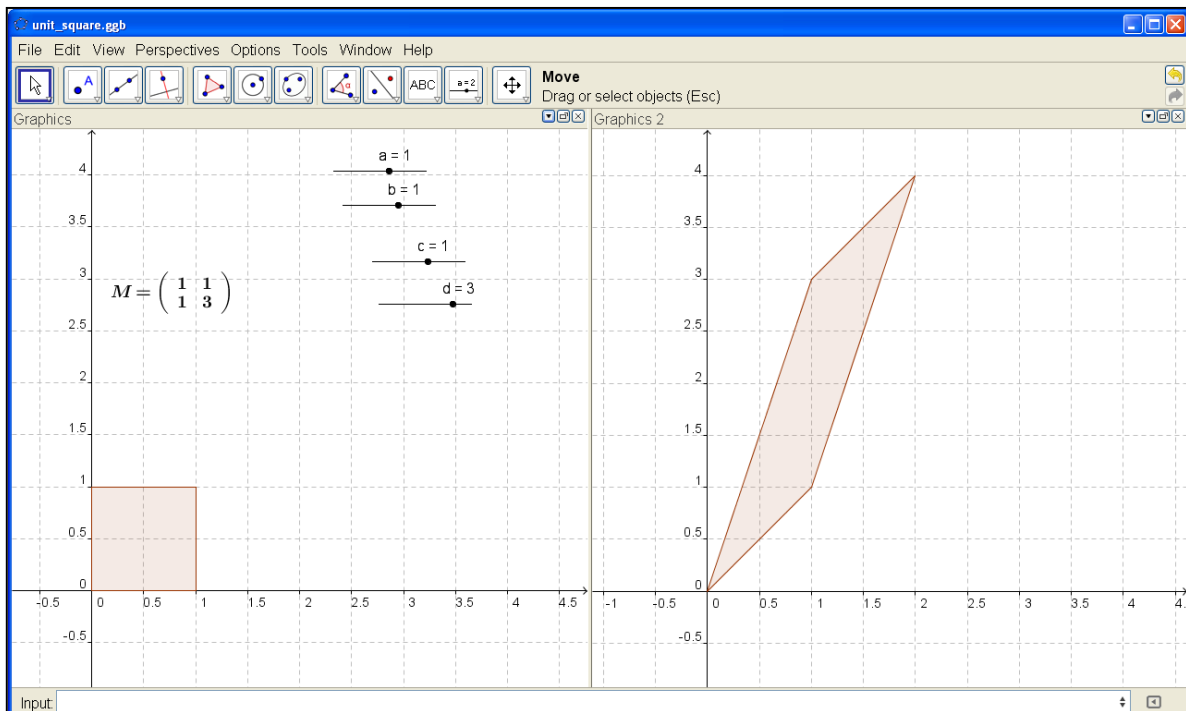 unit_square.ggb
File Edit View Perspectives Options Tools Window Help
A
α
ABC
a=2
Move
Drag or select objects (Esc)
Graphics
a = 1
b = 1
c = 1
d = 3
M = ( 1 1
1 3 )
4
3.5
3
2.5
2
1.5
1
0.5
0
-0.5
-0.5 0 0.5 1 1.5 2 2.5 3 3.5 4 4.5
Graphics 2
4
3.5
3
2.5
2
1.5
1
0.5
0
-0.5
-1 -0.5 0 0.5 1 1.5 2 2.5 3 3.5 4 4.
Input: